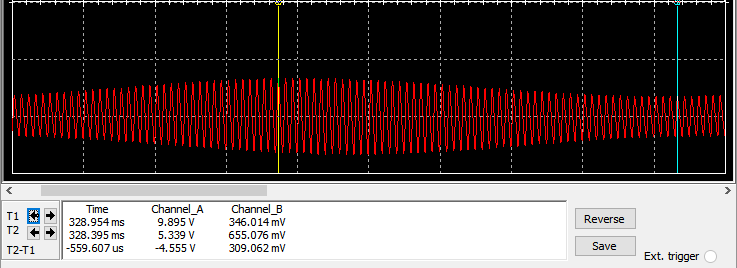 T1
T2
T2-T1
Time Channel_A Channel_B
328.954 ms 9.895 V 346.014 mV
328.395 ms 5.339 V 655.076 mV
-559.607 us -4.555 V 309.062 mV
Reverse
Save
Ext. trigger